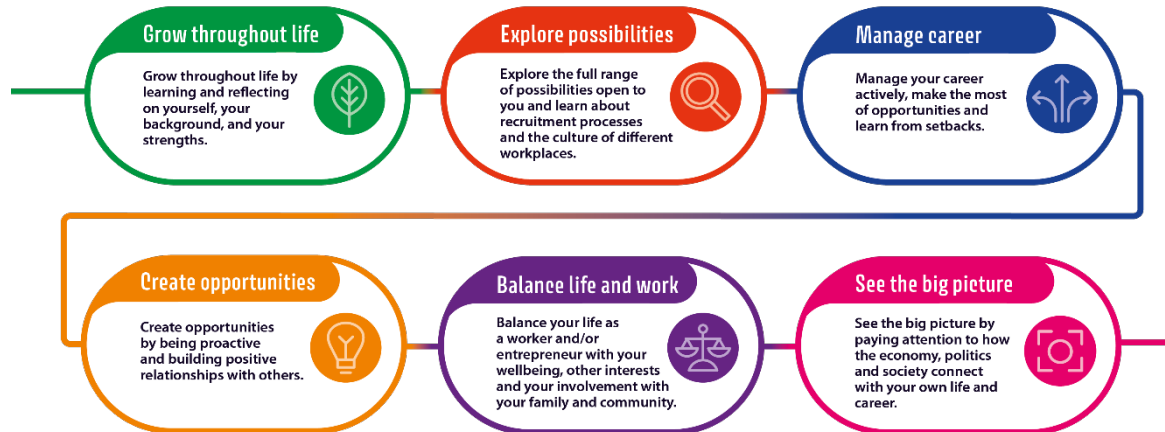 Grow throughout life
Grow throughout life by
learning and reflecting
on yourself, your
background, and your
strengths.
Explore possibilities
Explore the full range
of possibilities open to
you and learn about
recruitment processes
and the culture of different
workplaces.
Manage career
Manage your career
actively, make the most
of opportunities and
learn from setbacks.
Create opportunities
Create opportunities
by being proactive
and building positive
relationships with others.
Balance life and work
Balance your life as
a worker and/or
entrepreneur with your
wellbeing, other interests
and your involvement with
your family and community.
See the big picture
See the big picture by
paying attention to how
the economy, politics
and society connect
with your own life and
career.